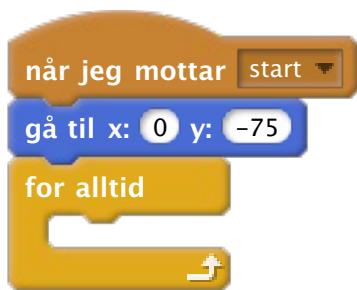 når jeg mottar start
gå til x: 0 y: -75
for alltid